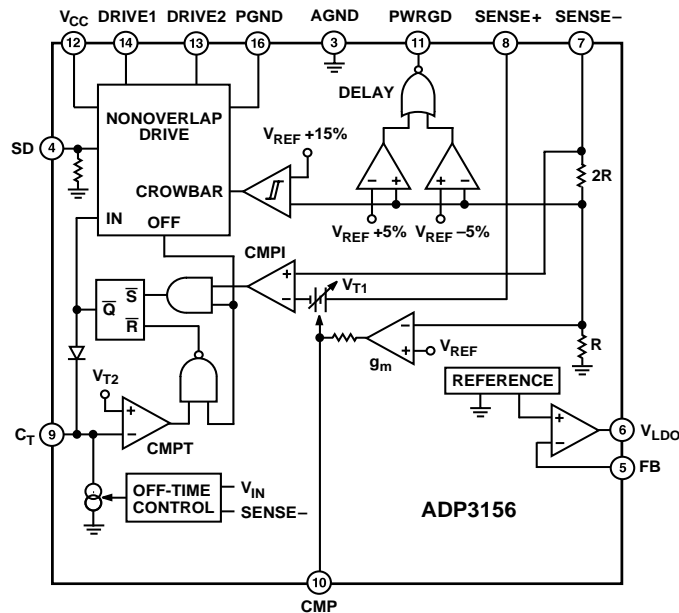 VCC DRIVE1 DRIVE2 PGND AGND PWRGD SENSE+ SENSE–
12 14 13 16 3 11 8 7
DELAY
NONOVERLAP
DRIVE
SD 4
VREF +15%
CROWBAR
2R
IN
OFF
VREF +5% VREF –5%
CMPI
VT1
Q S
R
VREF
gm
R
VT2
REFERENCE
CT 9
CMPT
6 VLDO
5 FB
OFF-TIME
CONTROL
VIN
SENSE–
ADP3156
10
CMP
+ – + – – + + – – + + –